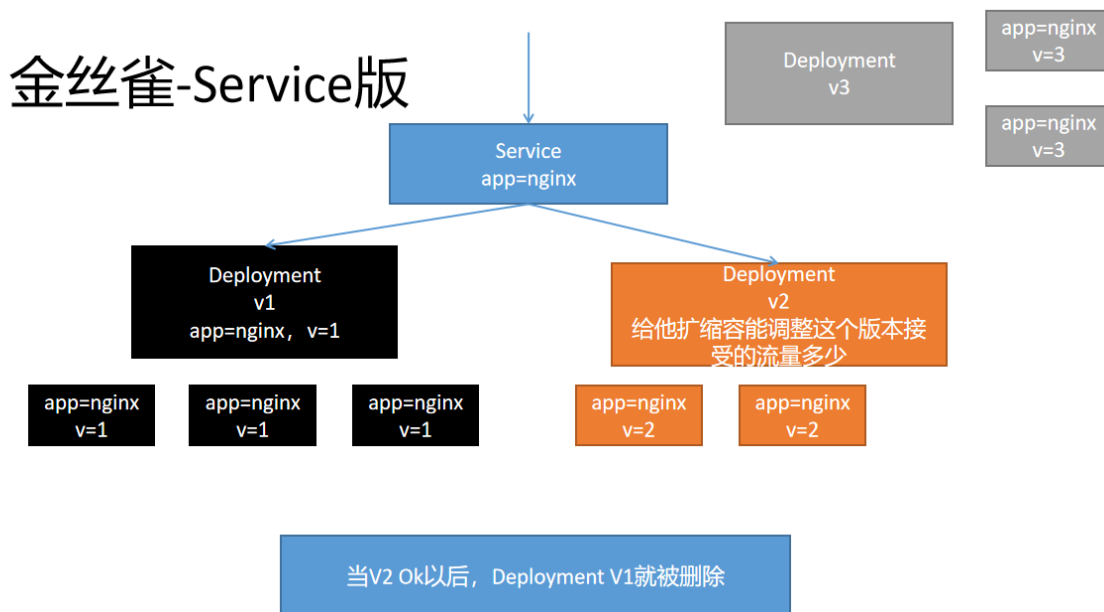 金丝雀-Service版
Service
app=nginx
Deployment
v3
app=nginx
v=3
app=nginx
v=3
Deployment
v1
app=nginx，v=1
app=nginx
v=1
app=nginx
v=1
app=nginx
v=1
Deployment
v2
给他扩缩容能调整这个版本接
受的流量多少
app=nginx
v=2
app=nginx
v=2
当V2 Ok以后，Deployment V1就被删除